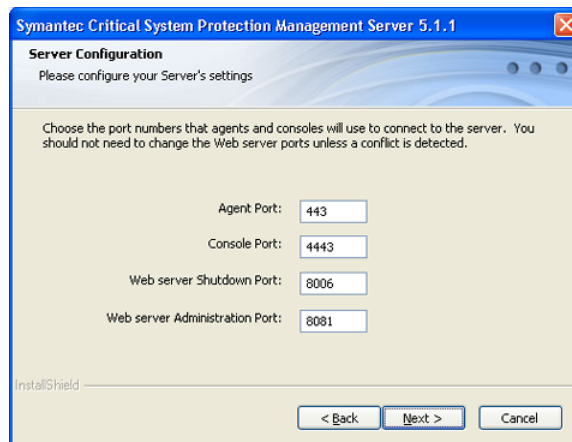 Symantec Critical System Protection Management Server 5.1.1
Server Configuration
Please configure your Server's settings
Choose the port numbers that agents and consoles will use to connect to the server. You
should not need to change the Web server ports unless a conflict is detected.
Agent Port: 443
Console Port: 4443
Web server Shutdown Port: 8006
Web server Administration Port: 8081
InstallShield
< Back Next > Cancel